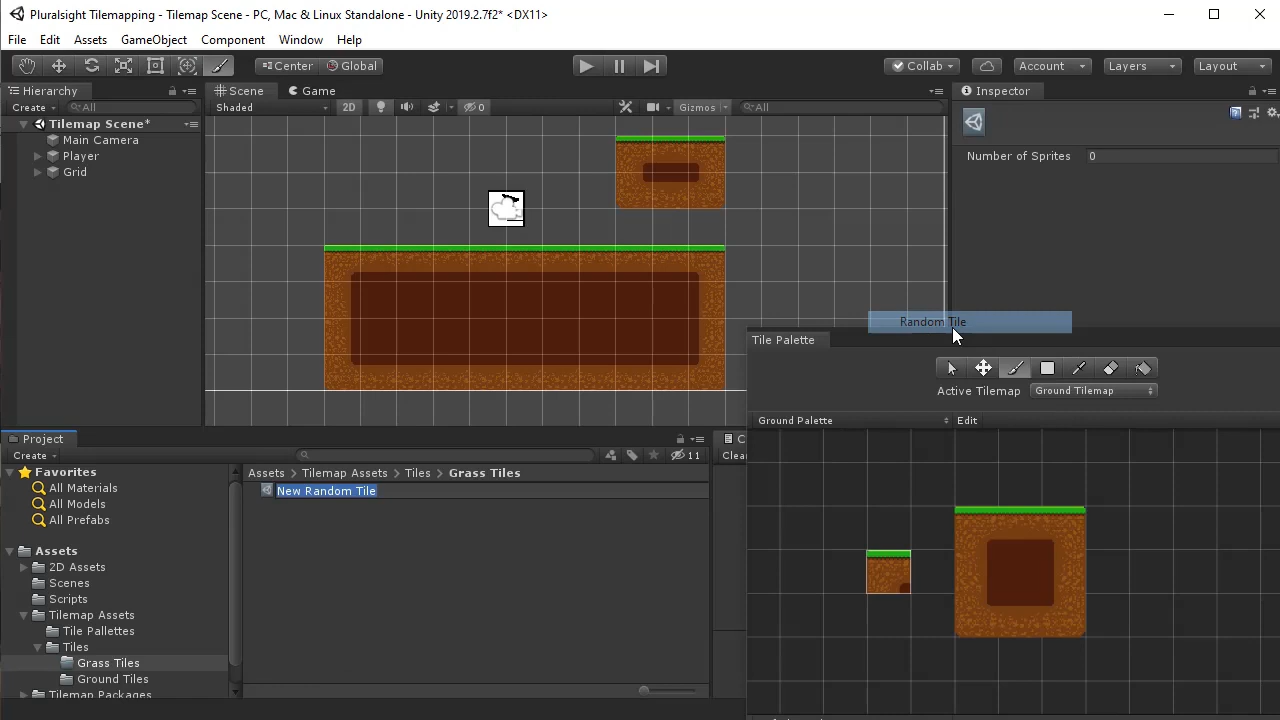 Pluralsight Tilemapping - Tilemap Scene - PC, Mac & Linux Standalone - Unity 2019.2.7f2* <DX11>
File Edit Assets GameObject Component Window Help
Center Global Collab Account Layers Layout
Hierarchy Scene Game Inspector
Create All Shaded 2D 0 Gizmos All
Tilemap Scene*
Main Camera
Player
Grid
Number of Sprites 0
Random Tile
Tile Palette
Active Tilemap Ground Tilemap
Ground Palette Edit
Project
Create 11 Clear
Favorites
All Materials
All Models
All Prefabs
Assets
2D Assets
Scenes
Scripts
Tilemap Assets
Tile Pallettes
Tiles
Grass Tiles
Ground Tiles
Tilemap Packages
Assets > Tilemap Assets > Tiles > Grass Tiles
New Random Tile